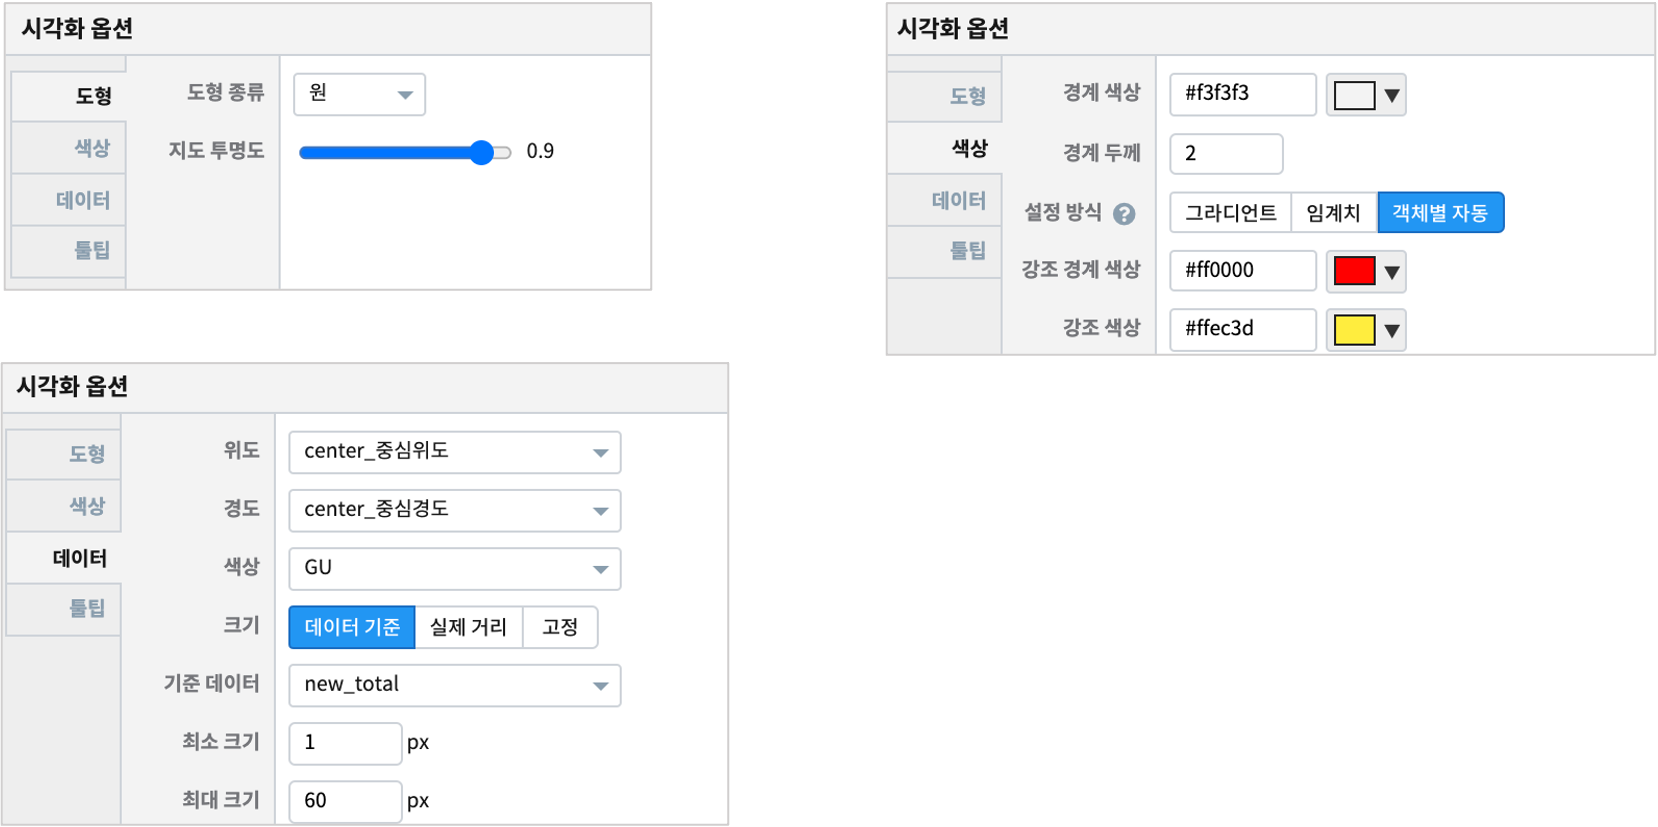 시각화 옵션
도형
색상
데이터
툴팁
도형 종류 원
지도 투명도 0.9
시각화 옵션
도형
색상
데이터
툴팁
경계 색상 #f3f3f3
경계 두께 2
설정 방식 ? 그라디언트 임계치 객체별 자동
강조 경계 색상 #ff0000
강조 색상 #ffec3d
시각화 옵션
도형
색상
데이터
툴팁
위도 center_중심위도
경도 center_중심경도
색상 GU
크기 데이터 기준 실제 거리 고정
기준 데이터 new_total
최소 크기 1 px
최대 크기 60 px